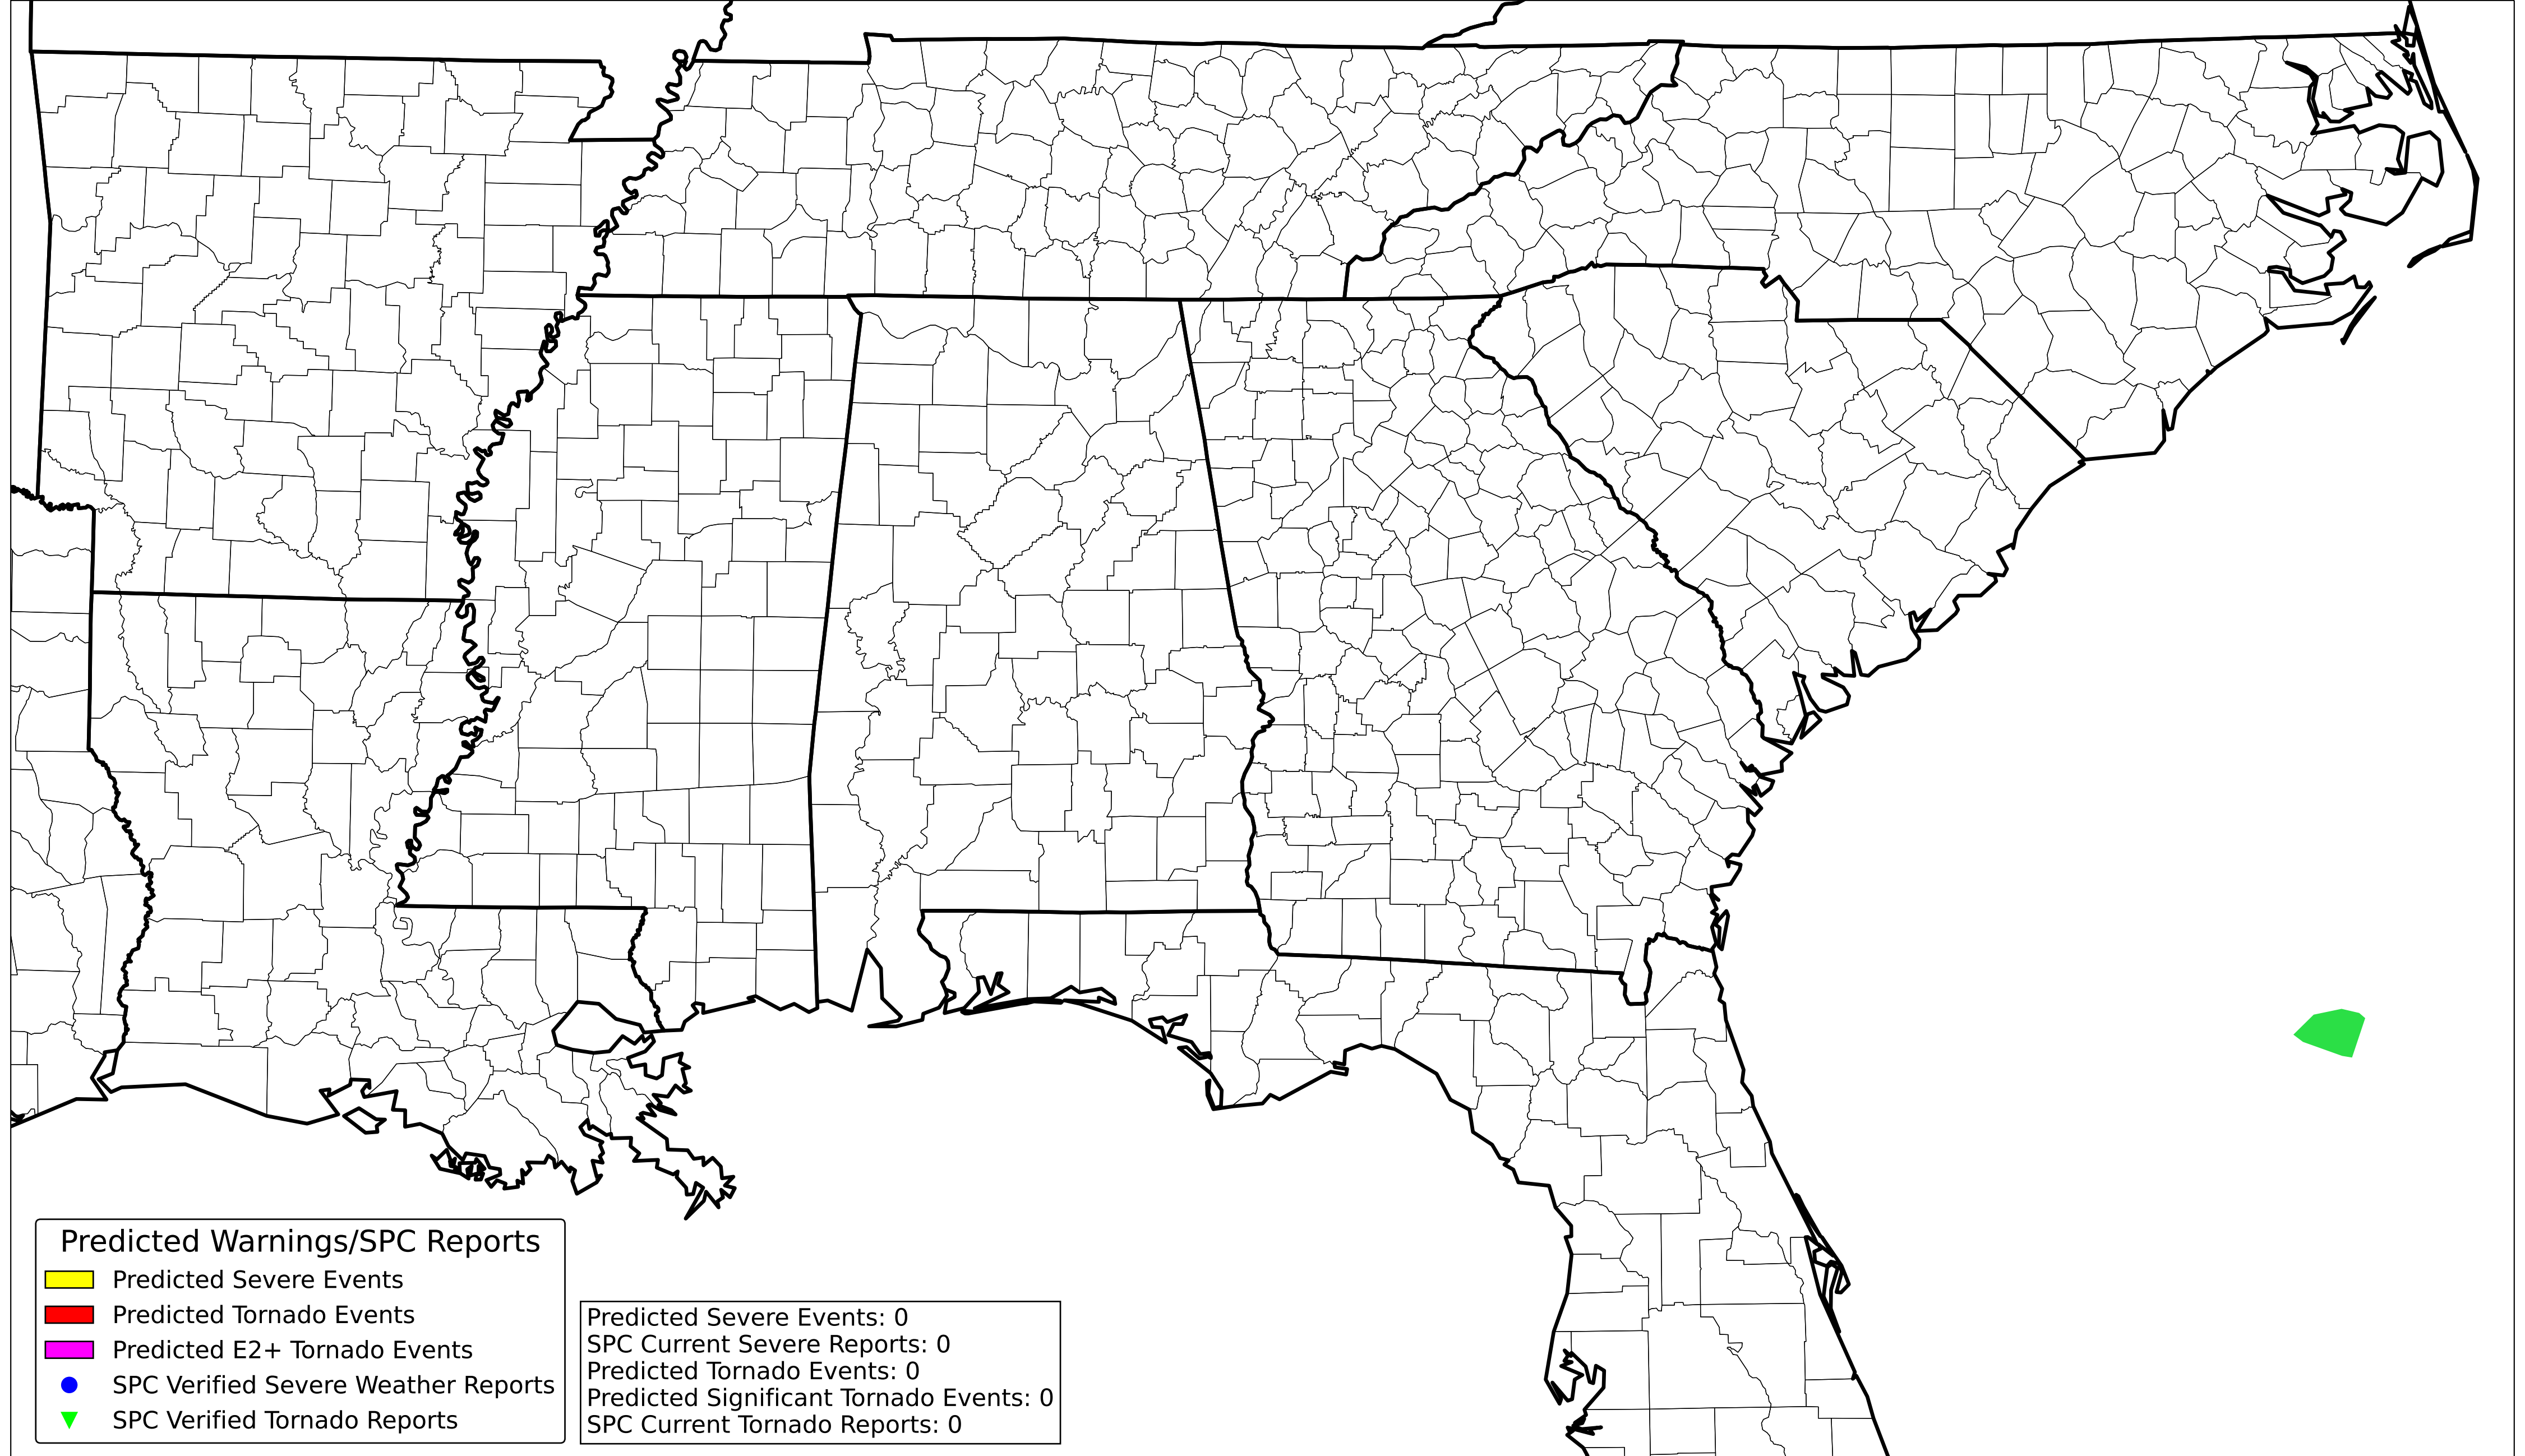 Predicted Warnings/SPC Reports
Predicted Severe Events
Predicted Tornado Events
Predicted E2+ Tornado Events
SPC Verified Severe Weather Reports
SPC Verified Tornado Reports
Predicted Severe Events: 0
SPC Current Severe Reports: 0
Predicted Tornado Events: 0
Predicted Significant Tornado Events: 0
SPC Current Tornado Reports: 0